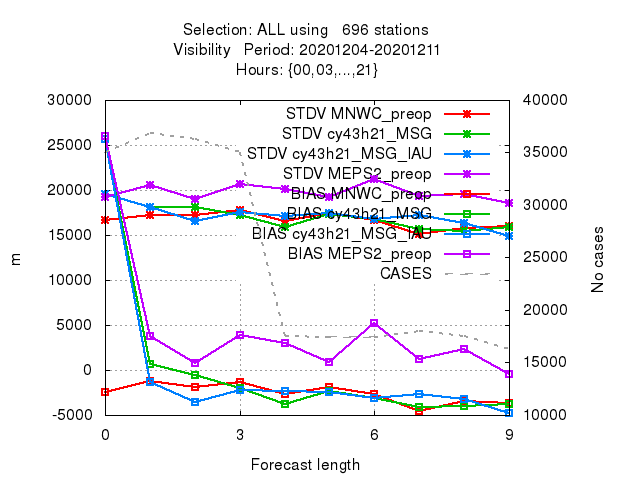 Selection: ALL using 696 stations
Visibility Period: 20201204-20201211
Hours: {00,03,...,21}
30000 40000
25000 35000
20000 30000
15000 25000
10000 20000
5000 15000
0
-5000 10000
STDV MNWC_preop
STDV cy43h21_MSG
STDV cy43h21_MSG_IAU
STDV MEPS2_preop
BIAS MNWC_preop
BIAS cy43h21_MSG
BIAS cy43h21_MSG_IAU
BIAS MEPS2_preop
CASES
m
No cases
0 3 6 9
Forecast length